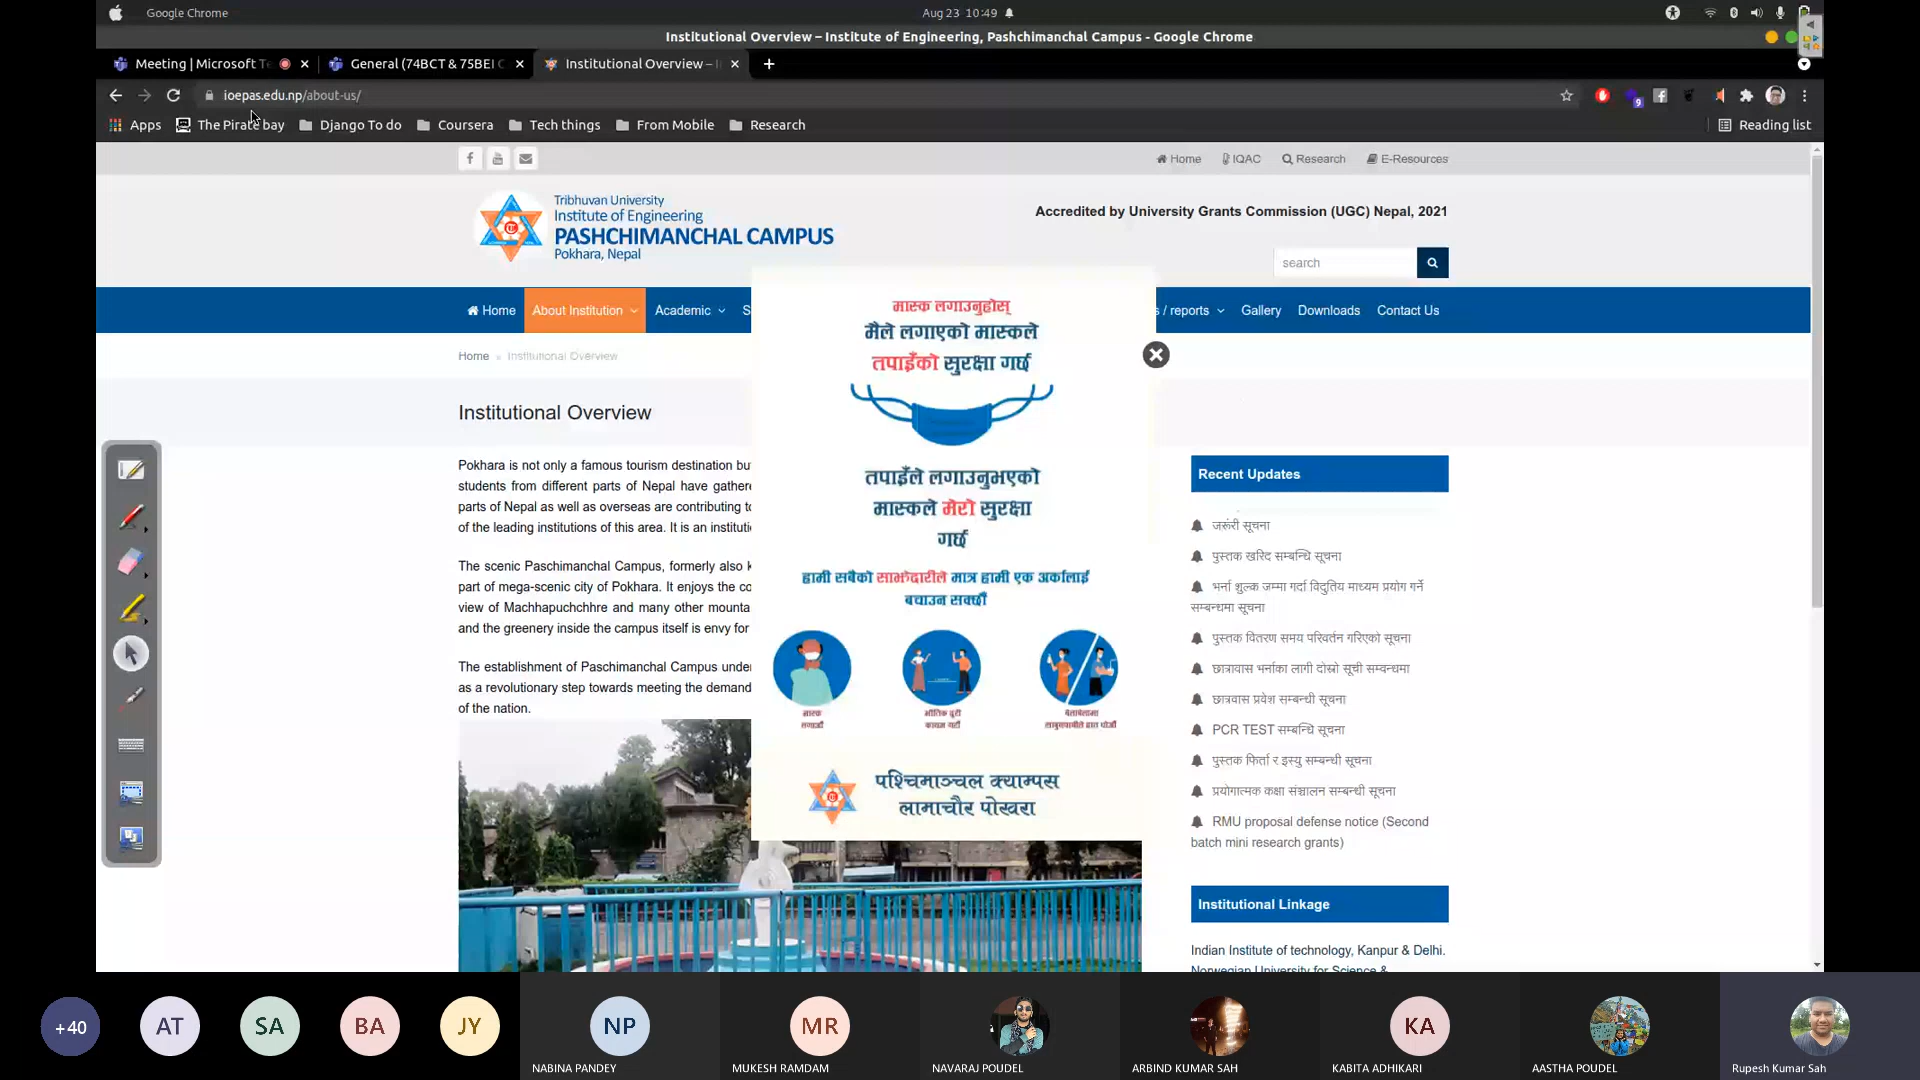 Google Chrome
Aug 23 10:49
Institutional Overview – Institute of Engineering, Pashchimanchal Campus - Google Chrome
Meeting | Microsoft Te
General (74BCT & 75BEI C
Institutional Overview – I
ioepas.edu.np/about-us/
Apps
The Pirate bay
Django To do
Coursera
Tech things
From Mobile
Research
Reading list
Home
IQAC
Research
E-Resources
Tribhuvan University
Institute of Engineering
PASHCHIMANCHAL CAMPUS
Pokhara, Nepal
Accredited by University Grants Commission (UGC) Nepal, 2021
search
Home
About Institution
Academic
S
s / reports
Gallery
Downloads
Contact Us
Home » Institutional Overview
Institutional Overview
Pokhara is not only a famous tourism destination bu
students from different parts of Nepal have gathere
parts of Nepal as well as overseas are contributing to
of the leading institutions of this area. It is an instituti
The scenic Paschimanchal Campus, formerly also k
part of mega-scenic city of Pokhara. It enjoys the co
view of Machhapuchchhre and many other mounta
and the greenery inside the campus itself is envy for
The establishment of Paschimanchal Campus unde
as a revolutionary step towards meeting the demand
of the nation.
मास्क लगाउनुहोस्
मैले लगाएको मास्कले
तपाइँको सुरक्षा गर्छ
तपाइँले लगाउनुभएको
मास्कले मेरो सुरक्षा
गर्छ
हामी सबैको साझेदारीले मात्र हामी एक अर्कालाई
बचाउन सक्छौं
मास्क
लगाऔं
भौतिक दूरी
कायम गरौं
बेलाबेलामा
साबुनपानीले हात धोऔं
पश्चिमाञ्चल क्याम्पस
लामाचौर पोखरा
Recent Updates
जरूरी सूचना
पुस्तक खरिद सम्बन्धि सूचना
भर्ना शुल्क जम्मा गर्दा विदुतिय माध्यम प्रयोग गर्ने
सम्बन्धमा सूचना
पुस्तक वितरण समय परिवर्तन गरिएको सूचना
छात्रावास भर्नाका लागी दोस्रो सूची सम्वन्धमा
छात्रवास प्रवेश सम्बन्धी सूचना
PCR TEST सम्बन्धि सूचना
पुस्तक फिर्ता र इस्यु सम्बन्धी सूचना
प्रयोगात्मक कक्षा संञ्चालन सम्बन्धी सूचना
RMU proposal defense notice (Second
batch mini research grants)
Institutional Linkage
Indian Institute of technology, Kanpur & Delhi.
Norwegian University for Science &
+40
AT
SA
BA
JY
NP
MR
KA
NABINA PANDEY
MUKESH RAMDAM
NAVARAJ POUDEL
ARBIND KUMAR SAH
KABITA ADHIKARI
AASTHA POUDEL
Rupesh Kumar Sah